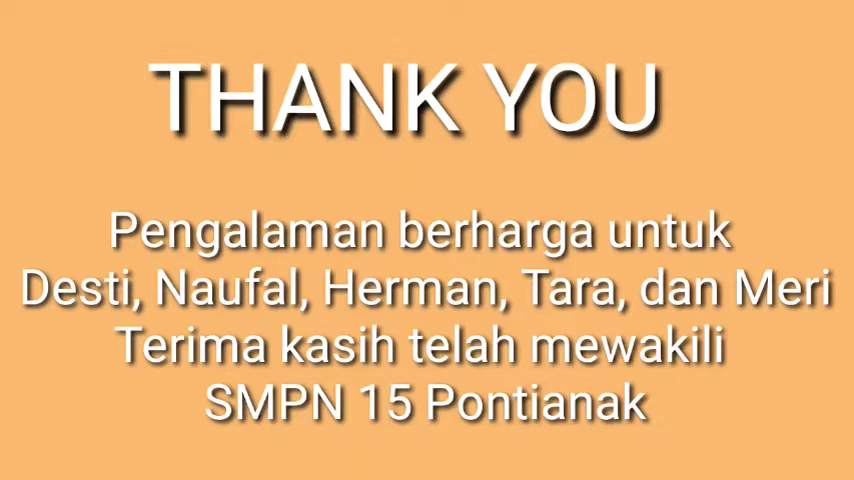 THANK YOU
Pengalaman berharga untuk
Desti, Naufal, Herman, Tara, dan Meri
Terima kasih telah mewakili
SMPN 15 Pontianak